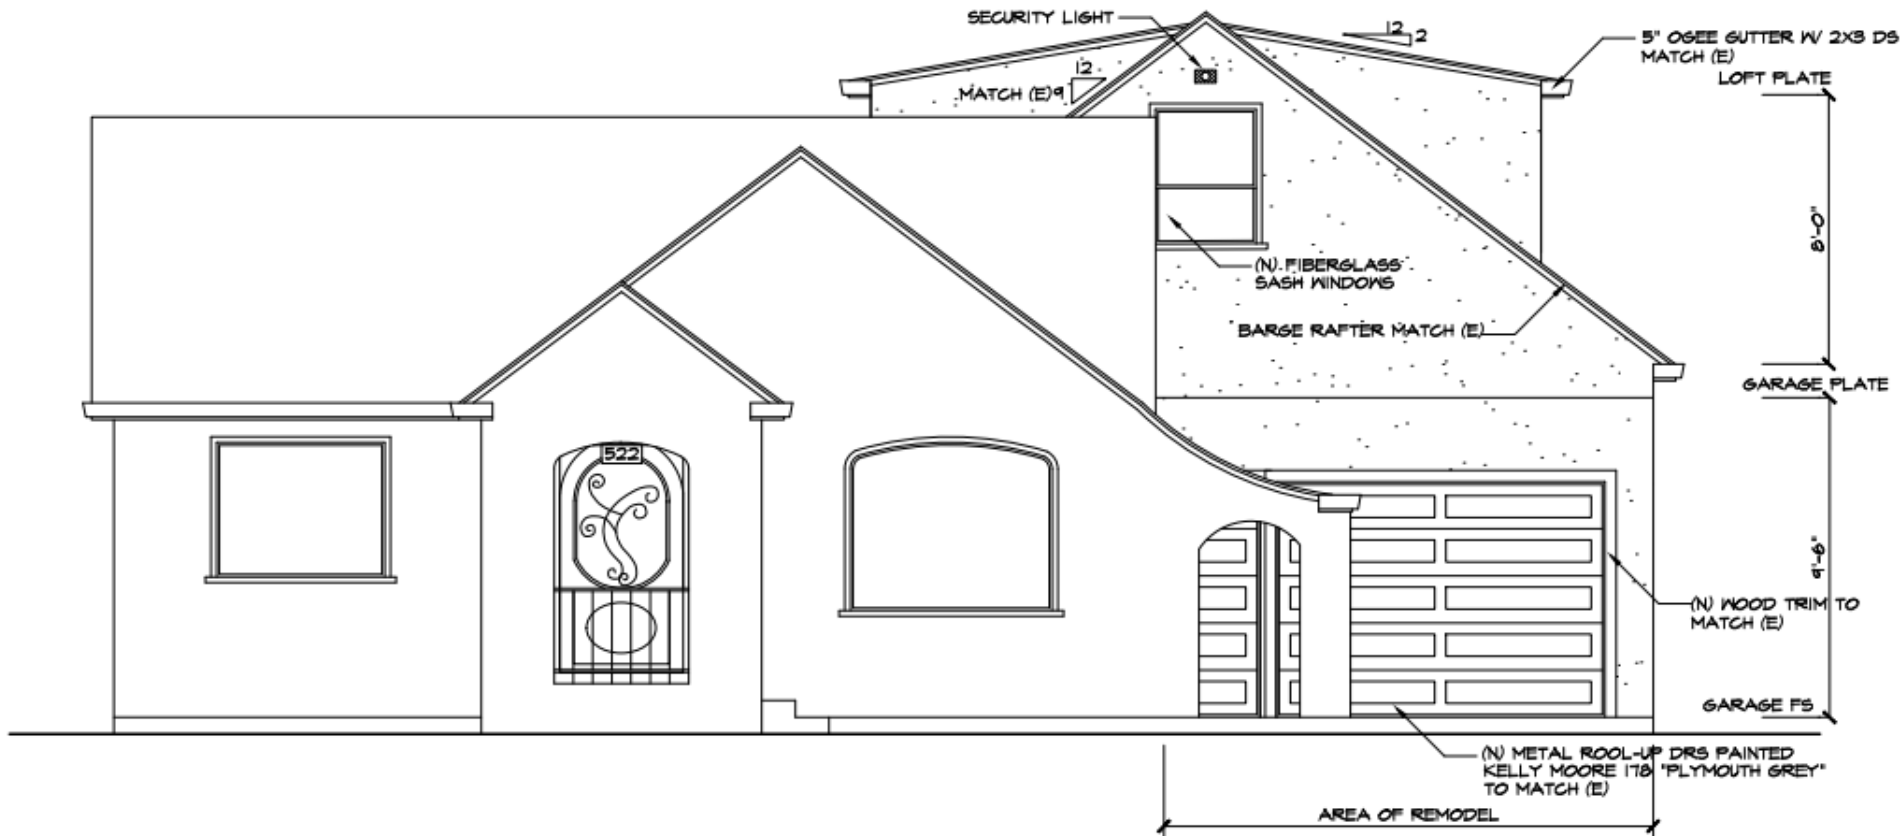 SECURITY LIGHT
12
2
5" OGEE GUTTER W/ 2X3 DS
MATCH (E)
LOFT PLATE
12
MATCH (E) 9
8'-0"
(N) FIBERGLASS
SASH WINDOWS
BARGE RAFTER MATCH (E)
GARAGE PLATE
522
9'-6"
(N) WOOD TRIM TO
MATCH (E)
GARAGE FS
(N) METAL ROOL-UP DRS PAINTED
KELLY MOORE 178 "PLYMOUTH GREY"
TO MATCH (E)
AREA OF REMODEL